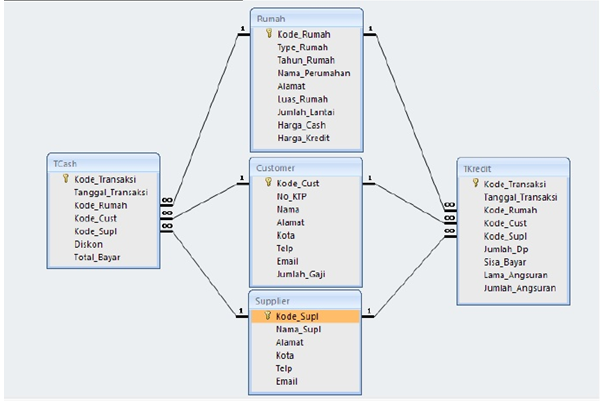 Rumah
Kode_Rumah
Type_Rumah
Tahun_Rumah
Nama_Perumahan
Alamat
Luas_Rumah
Jumlah_Lantai
Harga_Cash
Harga_Kredit
1
1
TCash
Kode_Transaksi
Tanggal_Transaksi
Kode_Rumah
Kode_Cust
Kode_Supl
Diskon
Total_Bayar
∞
∞
∞
Customer
Kode_Cust
No_KTP
Nama
Alamat
Kota
Telp
Email
Jumlah_Gaji
1
1
TKredit
Kode_Transaksi
Tanggal_Transaksi
Kode_Rumah
Kode_Cust
Kode_Supl
Jumlah_Dp
Sisa_Bayar
Lama_Angsuran
Jumlah_Angsuran
∞
∞
∞
Supplier
Kode_Supl
Nama_Supl
Alamat
Kota
Telp
Email
1
1